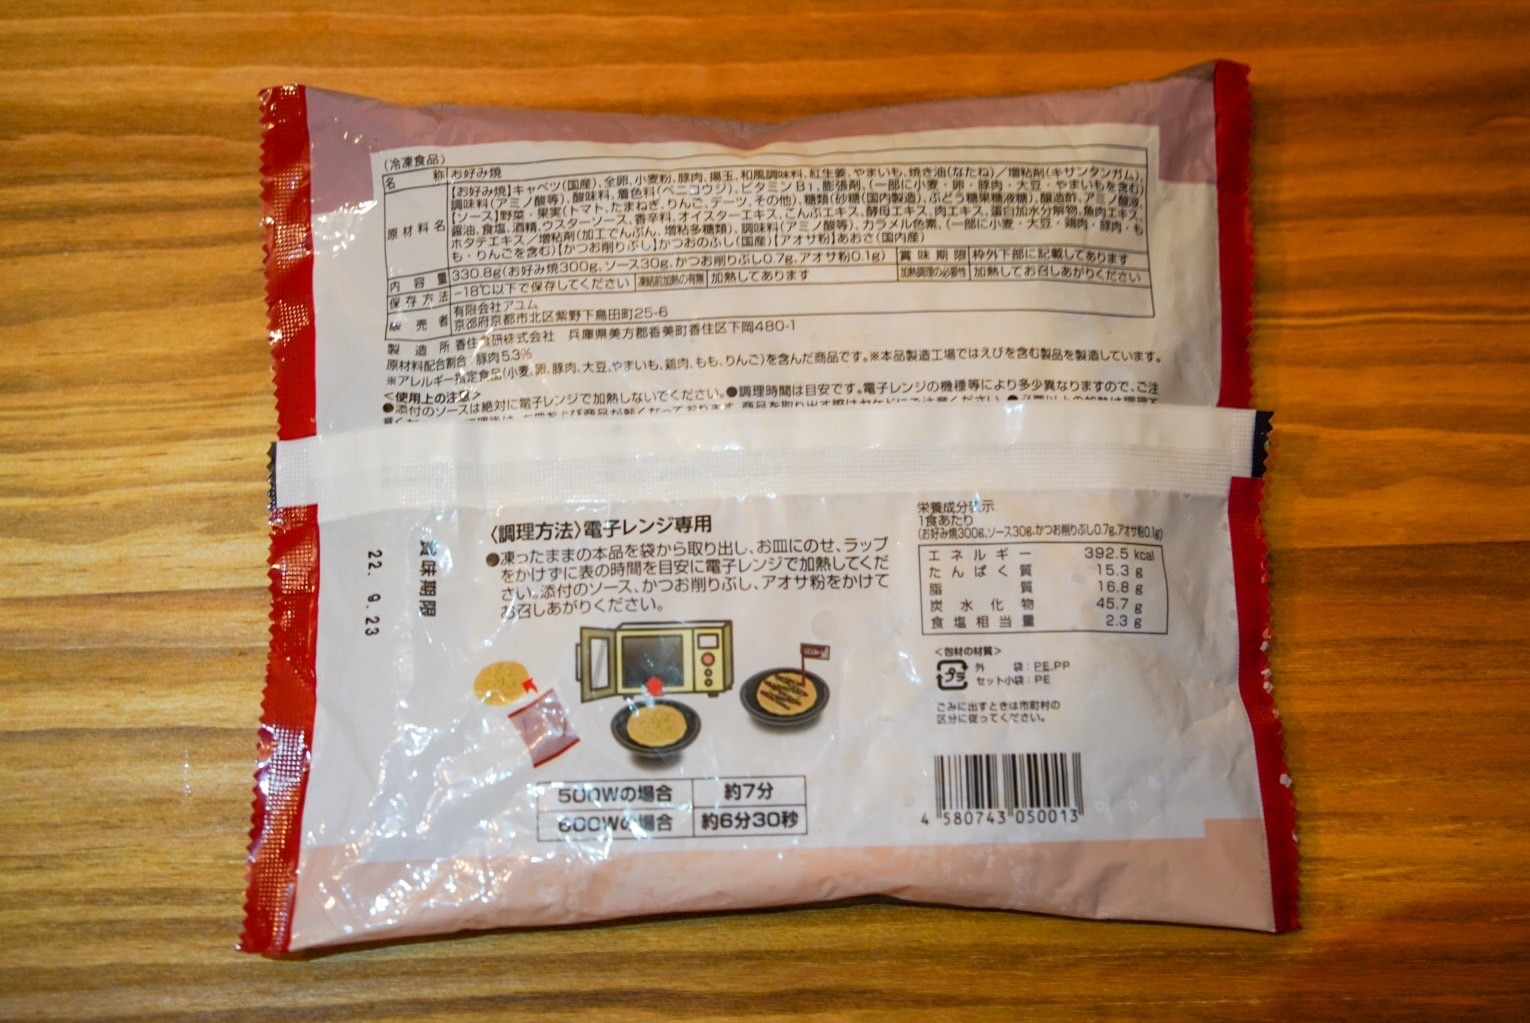 (冷凍食品)
名 称 お好み焼
原材料名 【お好み焼】キャベツ(国産)、全卵、小麦粉、豚肉、揚玉、和風調味料、紅生姜、やまいも、焼き油(なたね)／増粘剤(キサンタンガム)、
調味料(アミノ酸等)、酸味料、着色料(ベニコウジ)、ビタミンB1、膨張剤、(一部に小麦・卵・豚肉・大豆・やまいもを含む)
【ソース】野菜・果実(トマト、たまねぎ、りんご、デーツ、その他)、糖類(砂糖(国内製造)、ぶどう糖果糖液糖)、醸造酢、アミノ酸液、
醤油、食塩、酒精、ウスターソース、香辛料、オイスターエキス、こんぶエキス、酵母エキス、肉エキス、蛋白加水分解物、魚肉エキス、
ホタテエキス／増粘剤(加工でんぷん、増粘多糖類)、調味料(アミノ酸等)、カラメル色素、(一部に小麦・大豆・鶏肉・豚肉・も
も・りんごを含む)【かつお削りぶし】かつおのふし(国産)【アオサ粉】あおさ(国内産)
内容量 330.8g(お好み焼300g、ソース30g、かつお削りぶし0.7g、アオサ粉0.1g) 賞味期限 枠外下部に記載してあります
保存方法 -18℃以下で保存してください 凍結前加熱の有無 加熱してあります 加熱調理の必要性 加熱してお召しあがりください
販売者 有限会社アユム
京都府京都市北区紫野下鳥田町25-6
製造所 香住食研株式会社 兵庫県美方郡香美町香住区下岡480-1
原材料配合割合 豚肉5.3%
※アレルギー指定食品(小麦、卵、豚肉、大豆、やまいも、鶏肉、もも、りんご)を含んだ商品です。※本品製造工場ではえびを含む製品を製造しています。
<使用上の注意>
●添付のソースは絶対に電子レンジで加熱しないでください。●調理時間は目安です。電子レンジの機種等により多少異なりますので、ご注
〈調理方法〉電子レンジ専用
●凍ったままの本品を袋から取り出し、お皿にのせ、ラップ
をかけずに表の時間を目安に電子レンジで加熱してくだ
さい。添付のソース、かつお削りぶし、アオサ粉をかけて
お召しあがりください。
賞味期限
22. 9. 23
500Wの場合 約7分
600Wの場合 約6分30秒
栄養成分表示
1食あたり
(お好み焼300g、ソース30g、かつお削りぶし0.7g、アオサ粉0.1g)
エネルギー 392.5 kcal
たんぱく質 15.3 g
脂質 16.8 g
炭水化物 45.7 g
食塩相当量 2.3 g
<包材の材質>
プラ 外 袋:PE,PP
セット小袋:PE
ごみに出すときは市町村の
区分に従ってください。
4 580743 050013